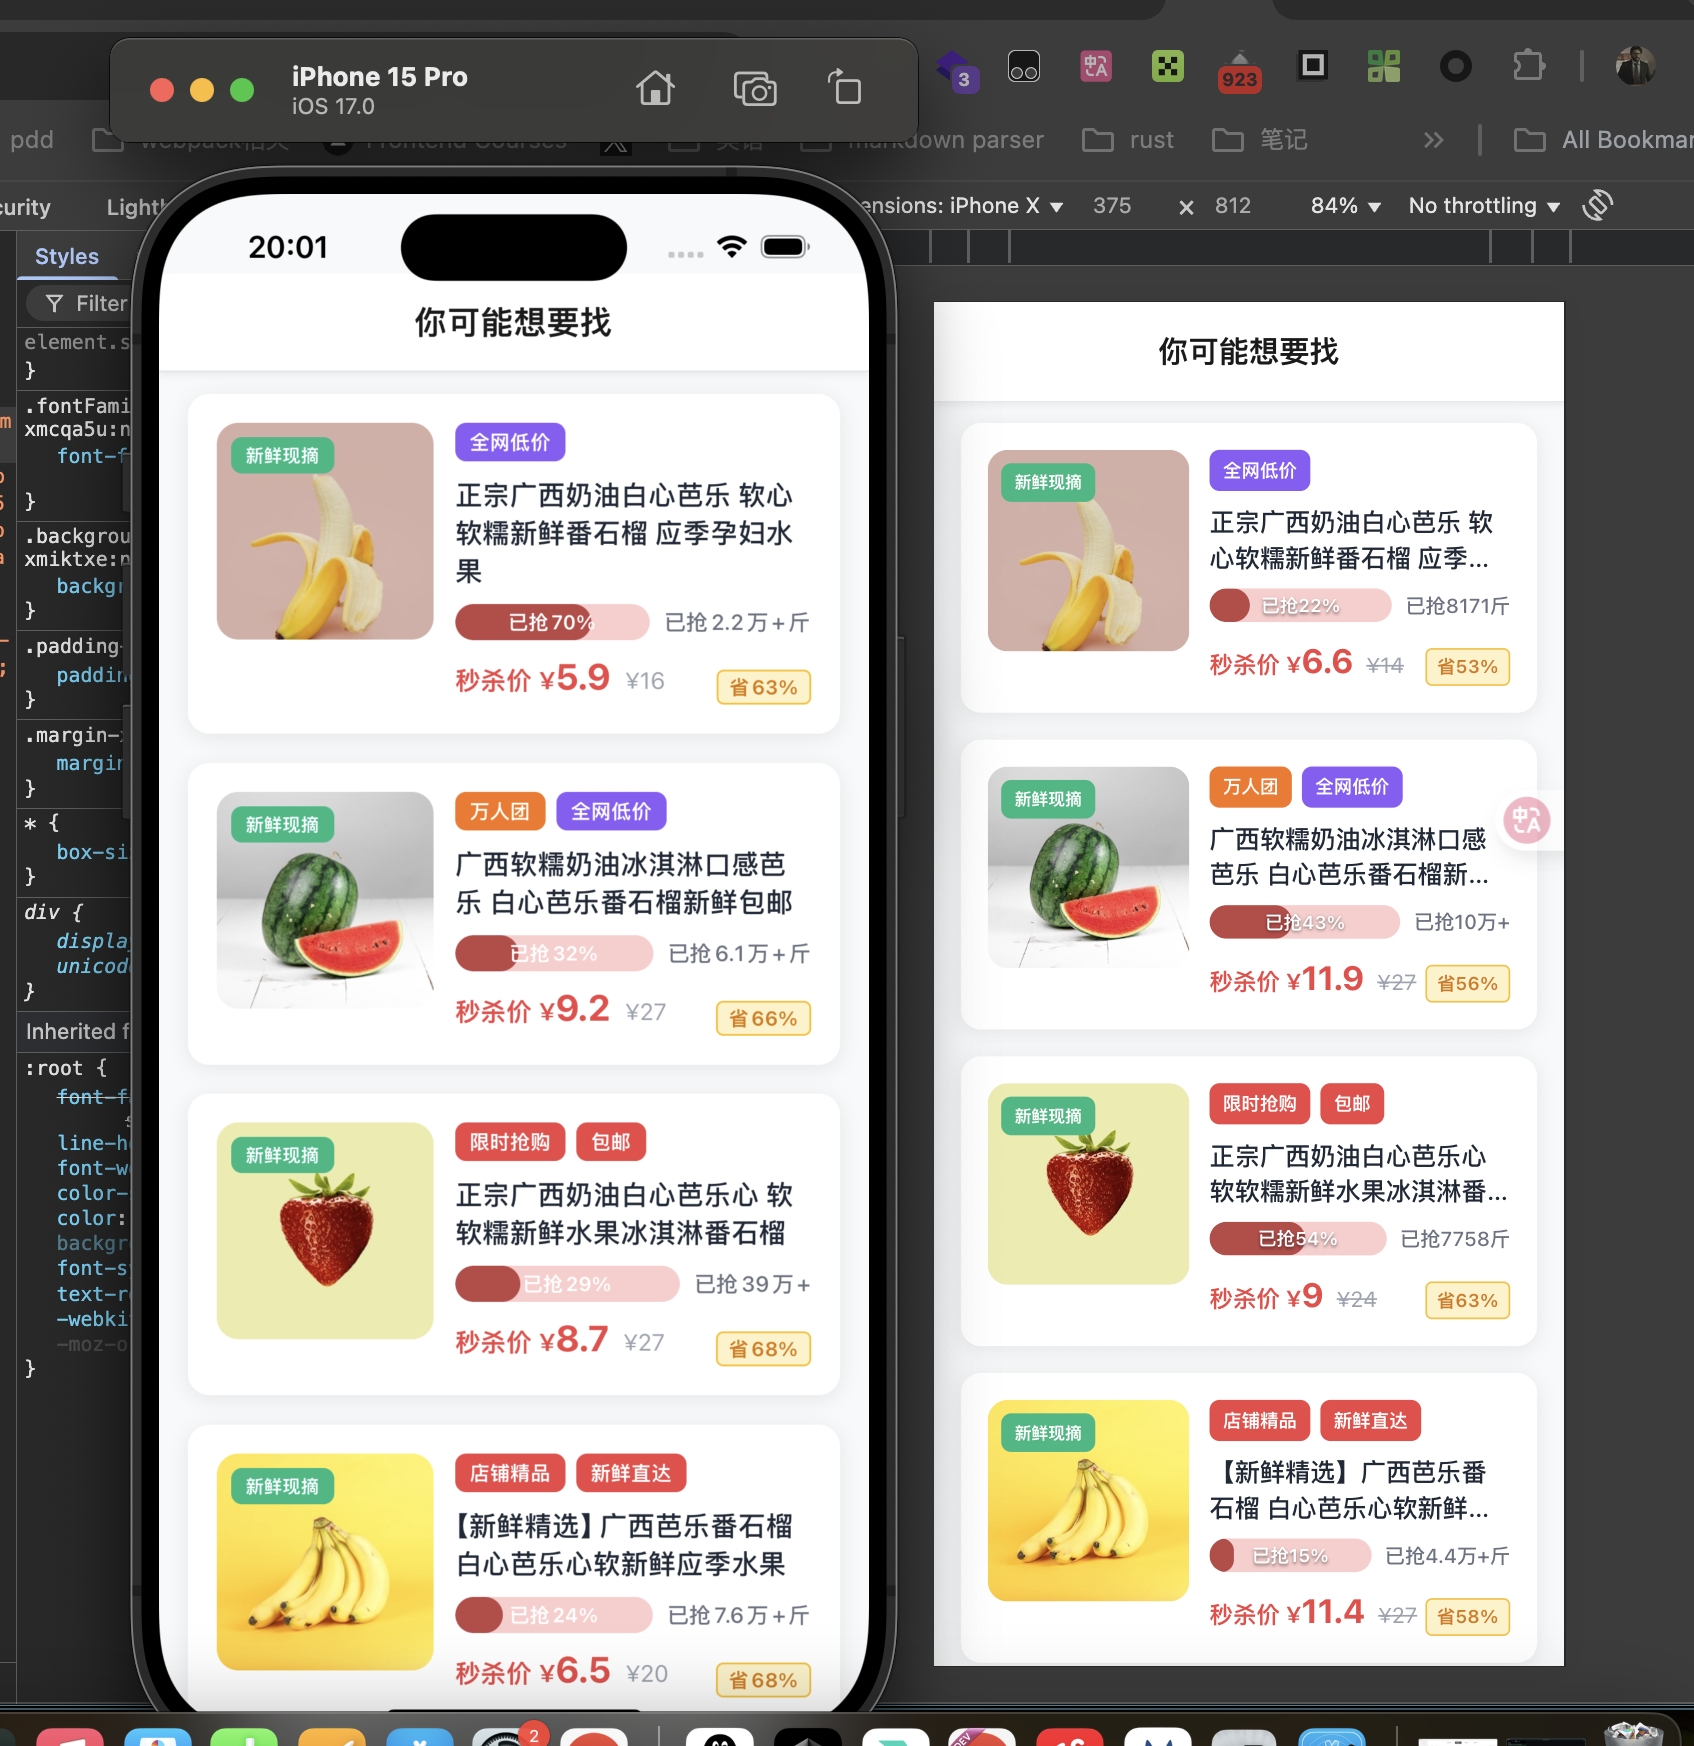 iPhone 15 Pro
iOS 17.0
3
923
pdd
Frontend Courses
英语
markdown parser
rust
笔记
All Bookmar
curity
Light
ensions: iPhone X
375
×
812
84%
No throttling
Styles
Filter
element.s
}
.fontFami
xmcqa5u:n
font-f
}
.backgrou
xmiktxe:n
backgr
}
.padding-
paddin
}
.margin-
margin
}
* {
box-si
}
div {
displa
unicod
}
Inherited f
:root {
font-f
line-h
font-w
color-
color:
backgr
font-s
text-r
-webki
-moz-o
}
20:01
你可能想要找
新鲜现摘
全网低价
正宗广西奶油白心芭乐 软心
软糯新鲜番石榴 应季孕妇水
果
已抢70%
已抢2.2万+斤
秒杀价 ¥5.9 ¥16
省63%
新鲜现摘
万人团
全网低价
广西软糯奶油冰淇淋口感芭
乐 白心芭乐番石榴新鲜包邮
已抢32%
已抢6.1万+斤
秒杀价 ¥9.2 ¥27
省66%
新鲜现摘
限时抢购
包邮
正宗广西奶油白心芭乐心 软
软糯新鲜水果冰淇淋番石榴
已抢29%
已抢39万+
秒杀价 ¥8.7 ¥27
省68%
新鲜现摘
店铺精品
新鲜直达
【新鲜精选】广西芭乐番石榴
白心芭乐心软新鲜应季水果
已抢24%
已抢7.6万+斤
秒杀价 ¥6.5 ¥20
省68%
你可能想要找
新鲜现摘
全网低价
正宗广西奶油白心芭乐 软
心软糯新鲜番石榴 应季...
已抢22%
已抢8171斤
秒杀价 ¥6.6 ¥14
省53%
新鲜现摘
万人团
全网低价
广西软糯奶油冰淇淋口感
芭乐 白心芭乐番石榴新...
已抢43%
已抢10万+
秒杀价 ¥11.9 ¥27
省56%
新鲜现摘
限时抢购
包邮
正宗广西奶油白心芭乐心
软软糯新鲜水果冰淇淋番...
已抢54%
已抢7758斤
秒杀价 ¥9 ¥24
省63%
新鲜现摘
店铺精品
新鲜直达
【新鲜精选】广西芭乐番
石榴 白心芭乐心软新鲜...
已抢15%
已抢4.4万+斤
秒杀价 ¥11.4 ¥27
省58%
2